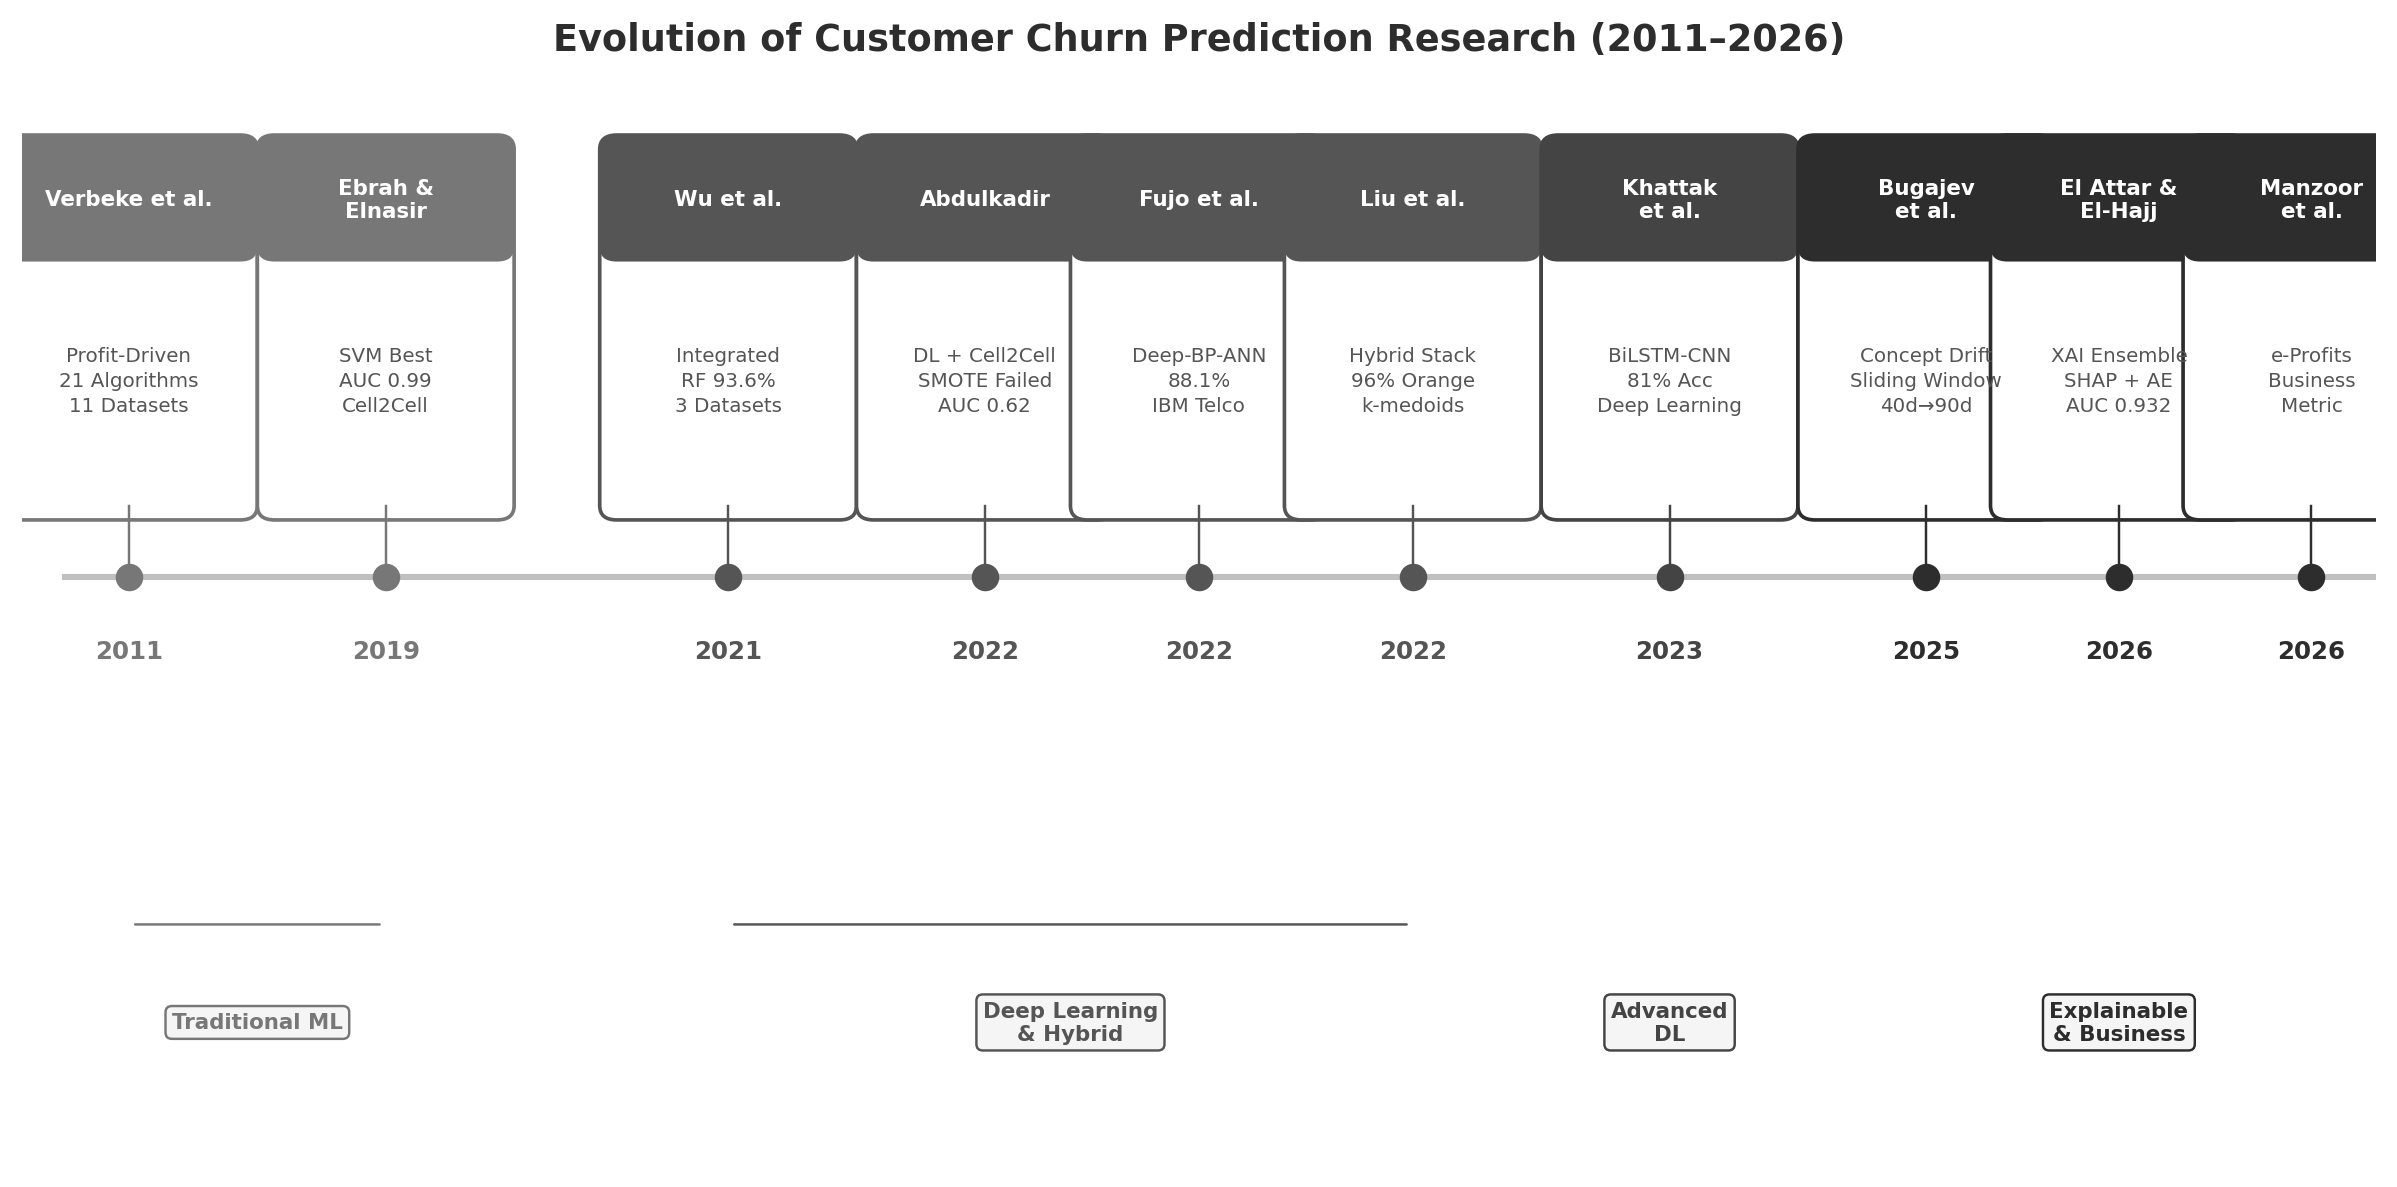 Evolution of Customer Churn Prediction Research (2011–2026)
Verbeke et al.
Profit-Driven
21 Algorithms
11 Datasets
2011
Ebrah &
Elnasir
SVM Best
AUC 0.99
Cell2Cell
2019
Wu et al.
Integrated
RF 93.6%
3 Datasets
2021
Abdulkadir
DL + Cell2Cell
SMOTE Failed
AUC 0.62
2022
Fujo et al.
Deep-BP-ANN
88.1%
IBM Telco
2022
Liu et al.
Hybrid Stack
96% Orange
k-medoids
2022
Khattak
et al.
BiLSTM-CNN
81% Acc
Deep Learning
2023
Bugajev
et al.
Concept Drift
Sliding Window
40d→90d
2025
El Attar &
El-Hajj
XAI Ensemble
SHAP + AE
AUC 0.932
2026
Manzoor
et al.
e-Profits
Business
Metric
2026
Traditional ML
Deep Learning
& Hybrid
Advanced
DL
Explainable
& Business